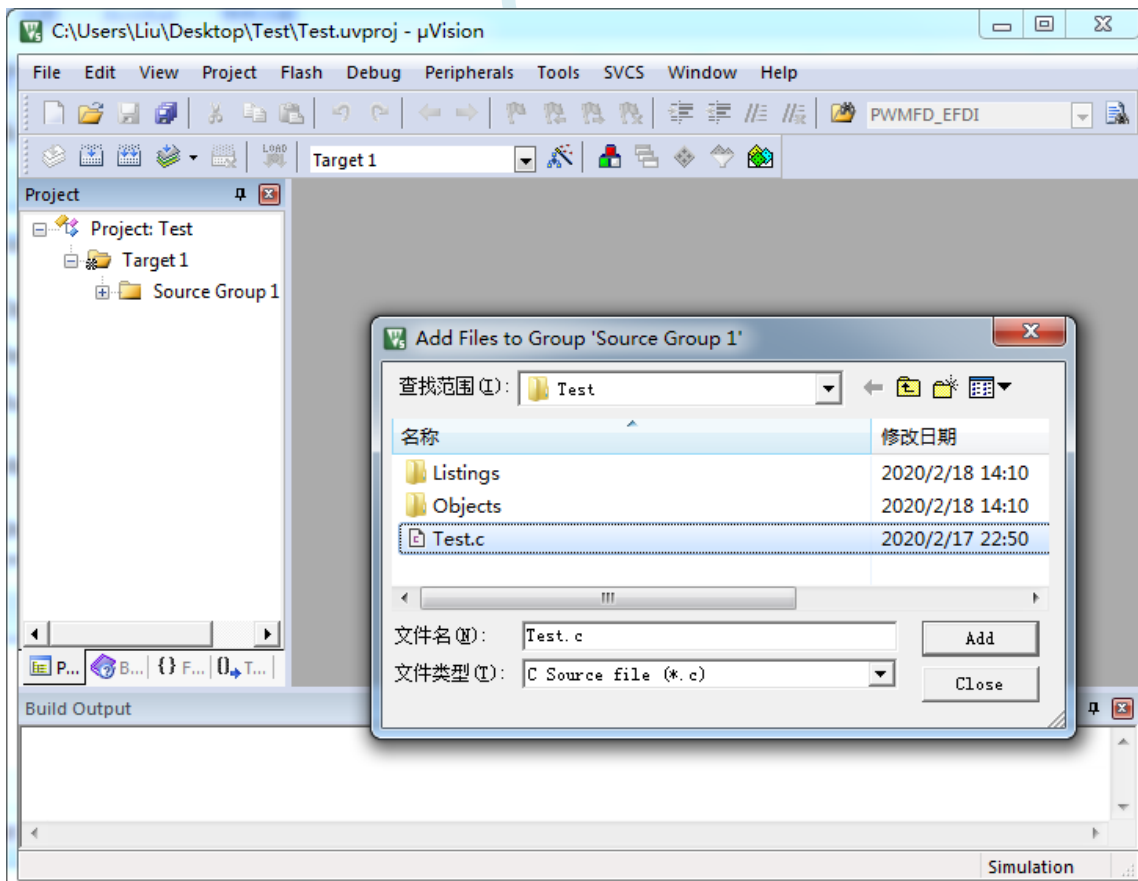 C:\Users\Liu\Desktop\Test\Test.uvproj - µVision
File Edit View Project Flash Debug Peripherals Tools SVCS Window Help
PWMFD_EFDI
LOAD
Target 1
Project
Project: Test
Target 1
Source Group 1
Add Files to Group 'Source Group 1'
查找范围(I): Test
名称 修改日期
Listings 2020/2/18 14:10
Objects 2020/2/18 14:10
Test.c 2020/2/17 22:50
文件名(N): Test.c Add
文件类型(T): C Source file (*.c) Close
P... B... {} F... 0 T...
Build Output
Simulation